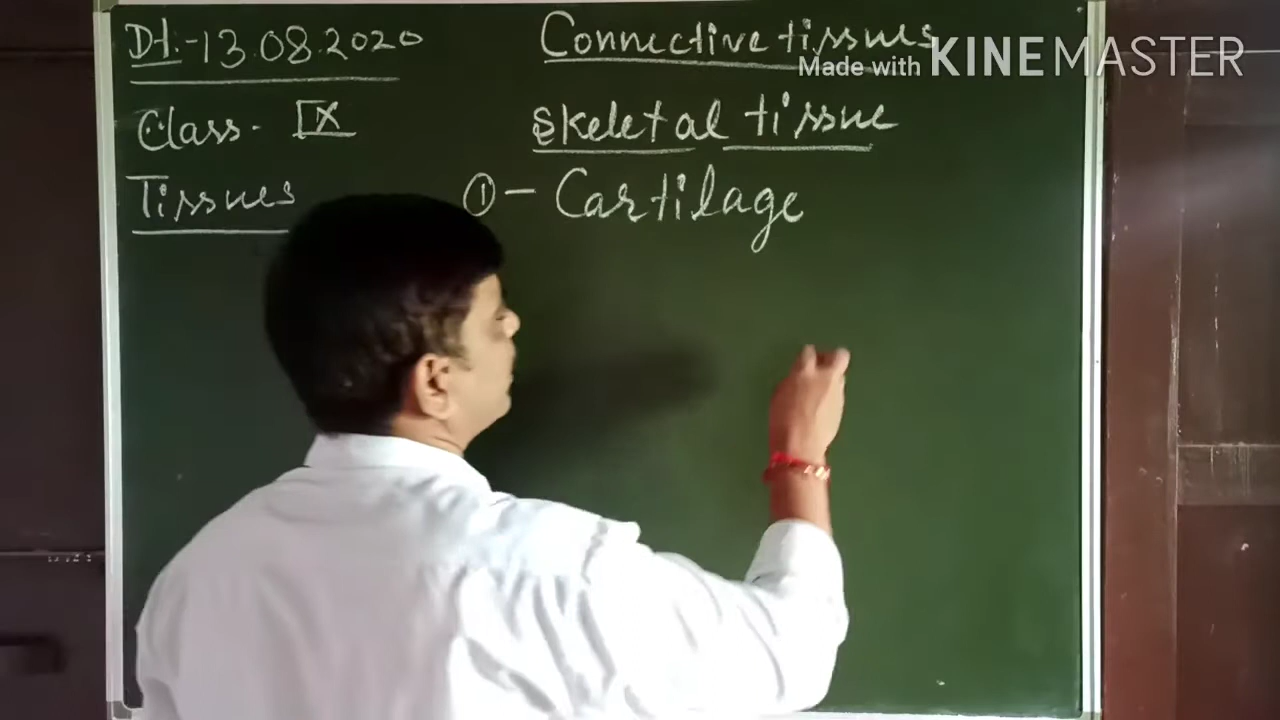 Dt.-13.08.2020
Connective tissues
Made with KINEMASTER
Class- IX
Skeletal tissue
Tissues
① - Cartilage